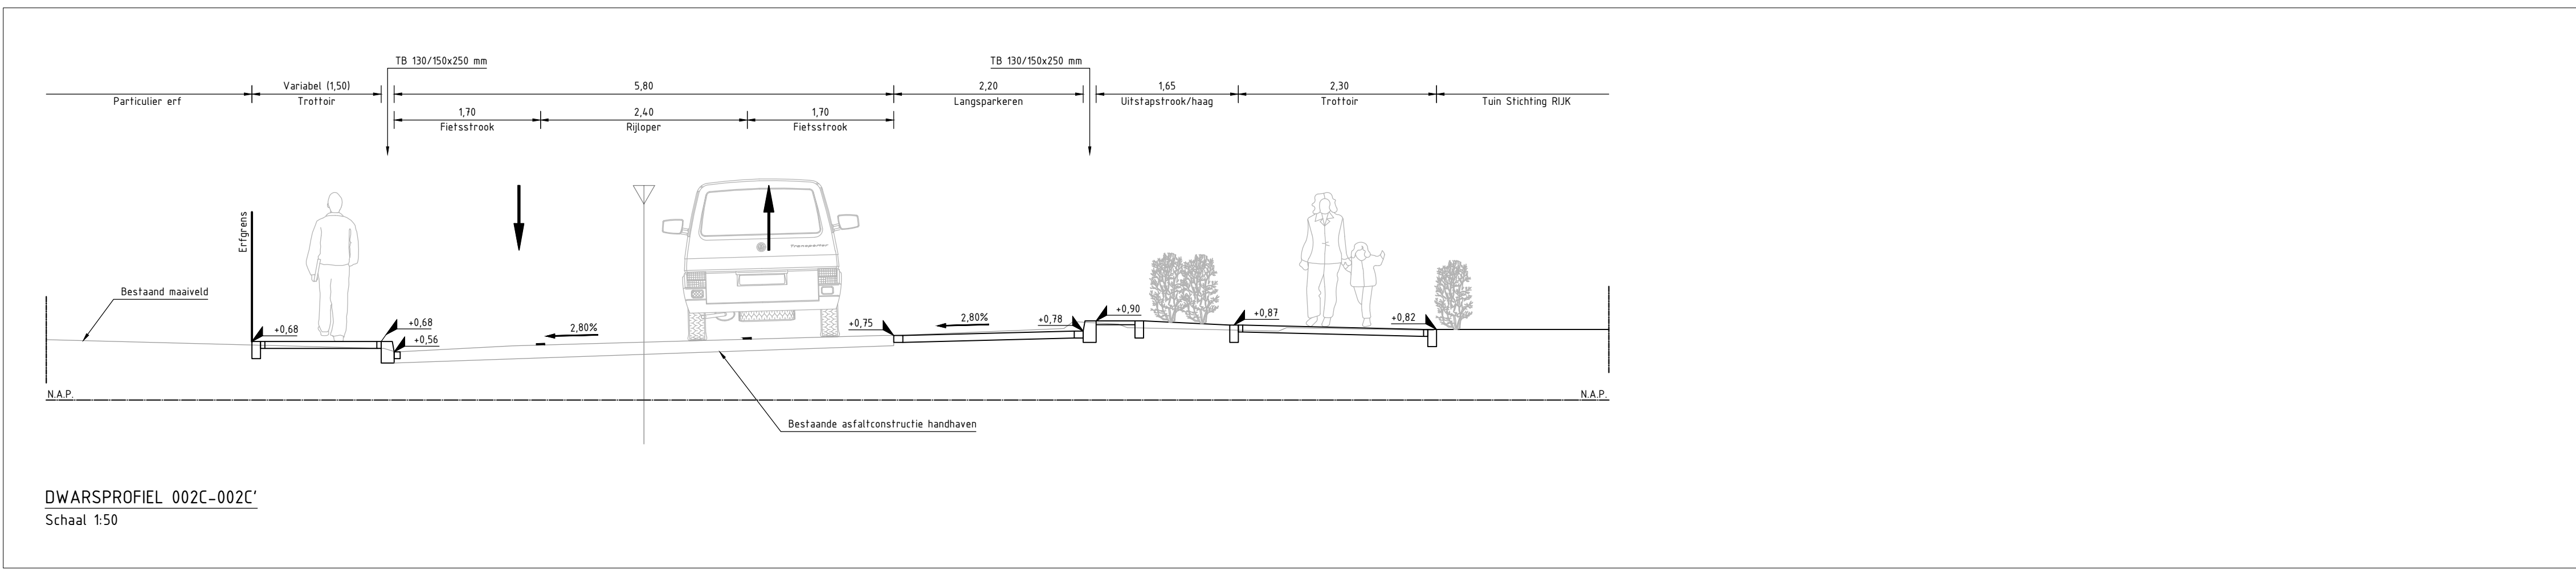 TB 130/150x250 mm
TB 130/150x250 mm
Variabel (1,50)
5,80
2,20
1,65
2,30
Particulier erf
Trottoir
Langsparkeren
Uitstapstrook/haag
Trottoir
Tuin Stichting RIJK
1,70
2,40
1,70
Fietsstrook
Rijloper
Fietsstrook
Erfgrens
Transporter
Bestaand maaiveld
+0,68
+0,68
+0,56
2,80%
+0,75
2,80%
+0,78
+0,90
+0,87
+0,82
N.A.P.
N.A.P.
Bestaande asfaltconstructie handhaven
DWARSPROFIEL 002C-002C'
Schaal 1:50